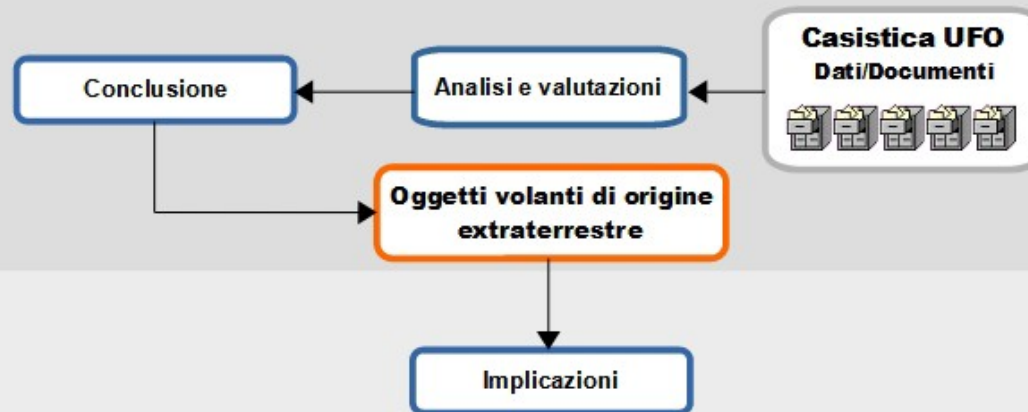 Casistica UFO
Dati/Documenti
Analisi e valutazioni
Conclusione
Oggetti volanti di origine
extraterrestre
Implicazioni